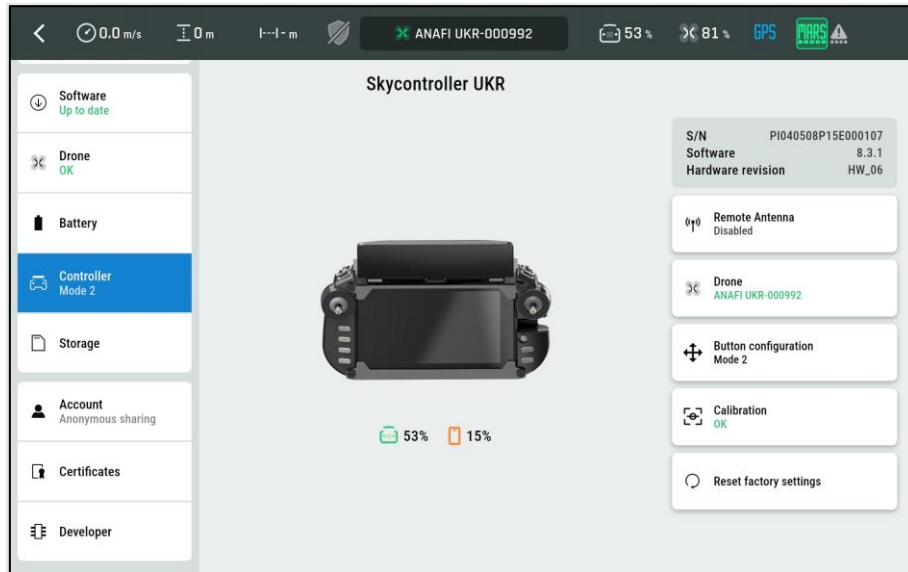 0.0 m/s
0 m
- m
ANAFI UKR-000992
53 %
81 %
GPS
MARS
Skycontroller UKR
Software
Up to date
Drone
OK
Battery
Controller
Mode 2
Storage
Account
Anonymous sharing
Certificates
Developer
53%
15%
S/N PI040508P15E000107
Software 8.3.1
Hardware revision HW_06
Remote Antenna
Disabled
Drone
ANAFI UKR-000992
Button configuration
Mode 2
Calibration
OK
Reset factory settings